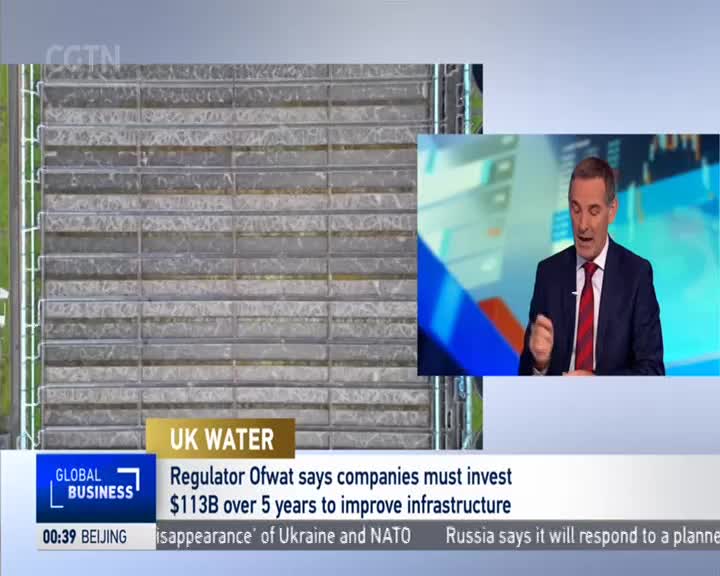 CGTN
UK WATER
Regulator Ofwat says companies must invest
$113B over 5 years to improve infrastructure
GLOBAL
BUSINESS
00:39 BEIJING
isappearance' of Ukraine and NATO Russia says it will respond to a planne